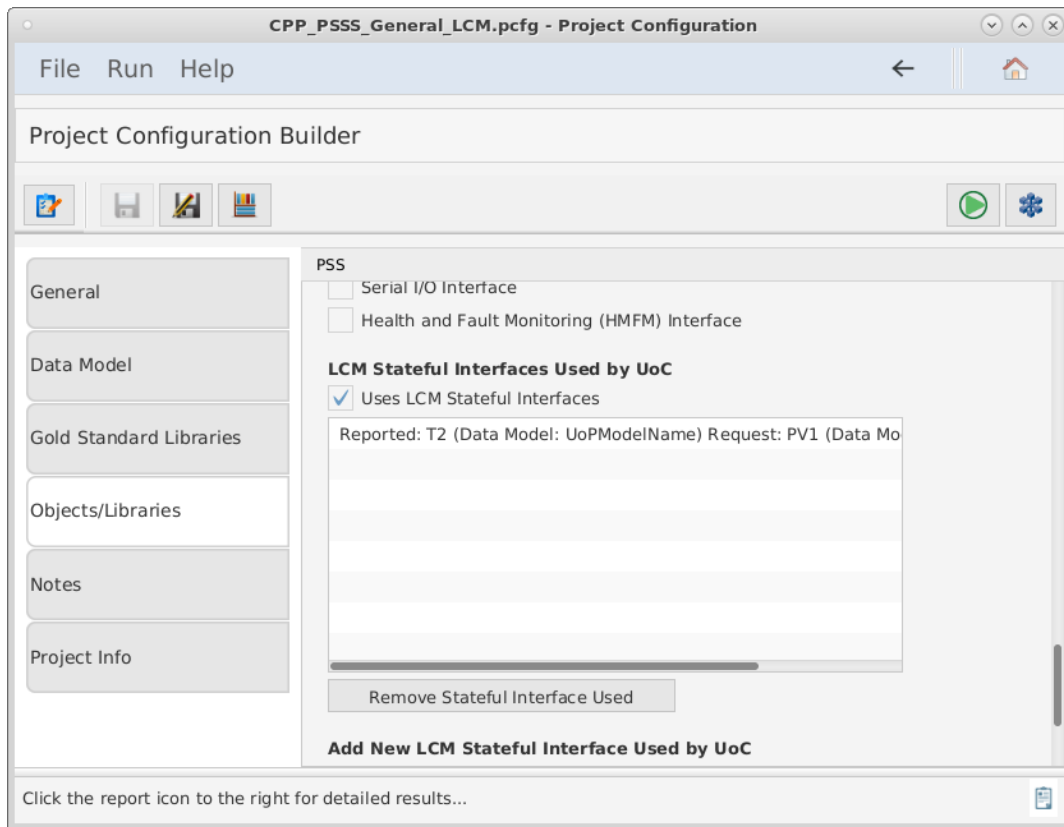 CPP_PSSS_General_LCM.pcfg - Project Configuration
File Run Help
Project Configuration Builder
PSS
General
Data Model
Gold Standard Libraries
Objects/Libraries
Notes
Project Info
Serial I/O Interface
Health and Fault Monitoring (HMFM) Interface
LCM Stateful Interfaces Used by UoC
Uses LCM Stateful Interfaces
Reported: T2 (Data Model: UoPModelName) Request: PV1 (Data Mo
Remove Stateful Interface Used
Add New LCM Stateful Interface Used by UoC
Click the report icon to the right for detailed results...